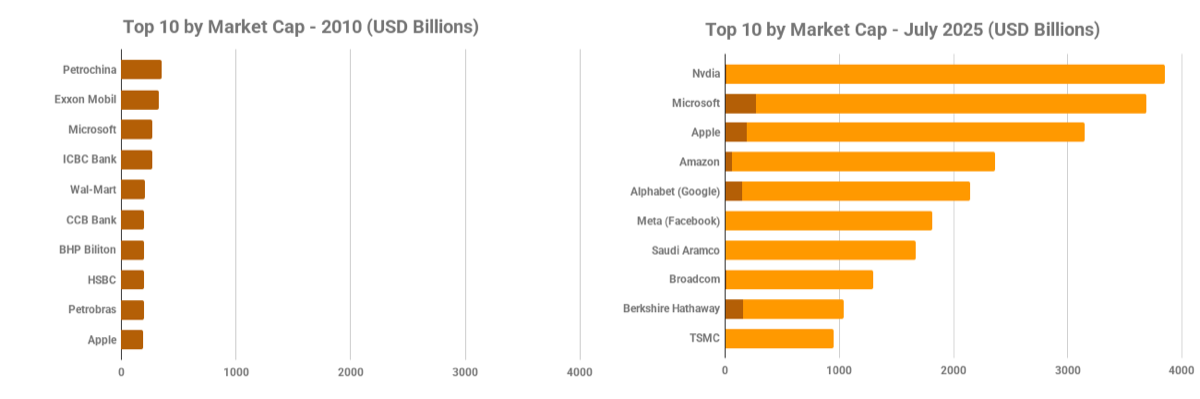 Top 10 by Market Cap - 2010 (USD Billions)
Petrochina
Exxon Mobil
Microsoft
ICBC Bank
Wal-Mart
CCB Bank
BHP Biliton
HSBC
Petrobras
Apple
0 1000 2000 3000 4000
Top 10 by Market Cap - July 2025 (USD Billions)
Nvdia
Microsoft
Apple
Amazon
Alphabet (Google)
Meta (Facebook)
Saudi Aramco
Broadcom
Berkshire Hathaway
TSMC
0 1000 2000 3000 4000